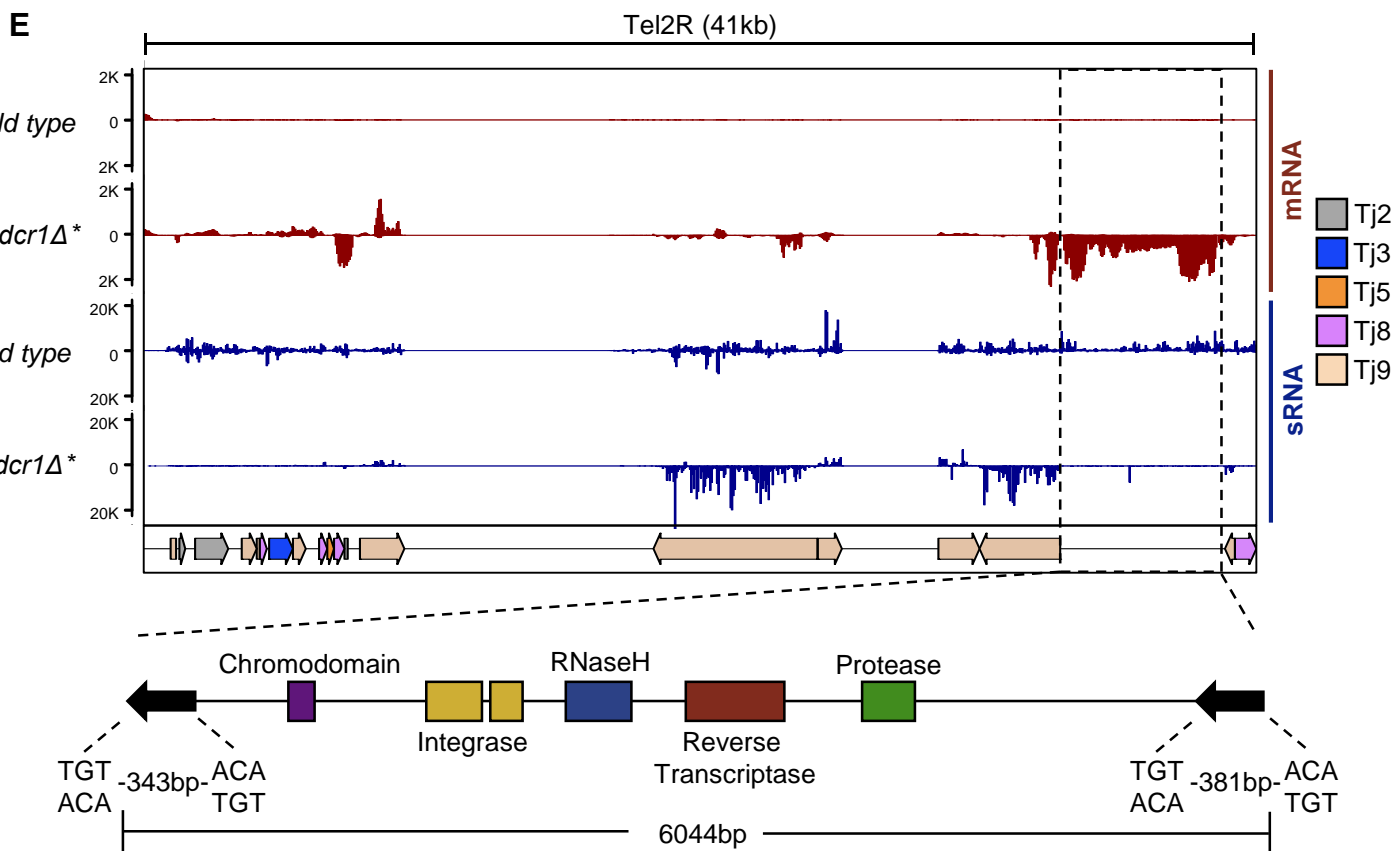 E
Tel2R (41kb)
2K
0
2K
ld type
2K
0
2K
dcr1Δ*
20K
0
20K
d type
20K
0
20K
dcr1Δ*
mRNA
sRNA
Tj2
Tj3
Tj5
Tj8
Tj9
Chromodomain
Integrase
RNaseH
Reverse
Transcriptase
Protease
TGT
ACA
-343bp-
ACA
TGT
TGT
ACA
-381bp-
ACA
TGT
6044bp